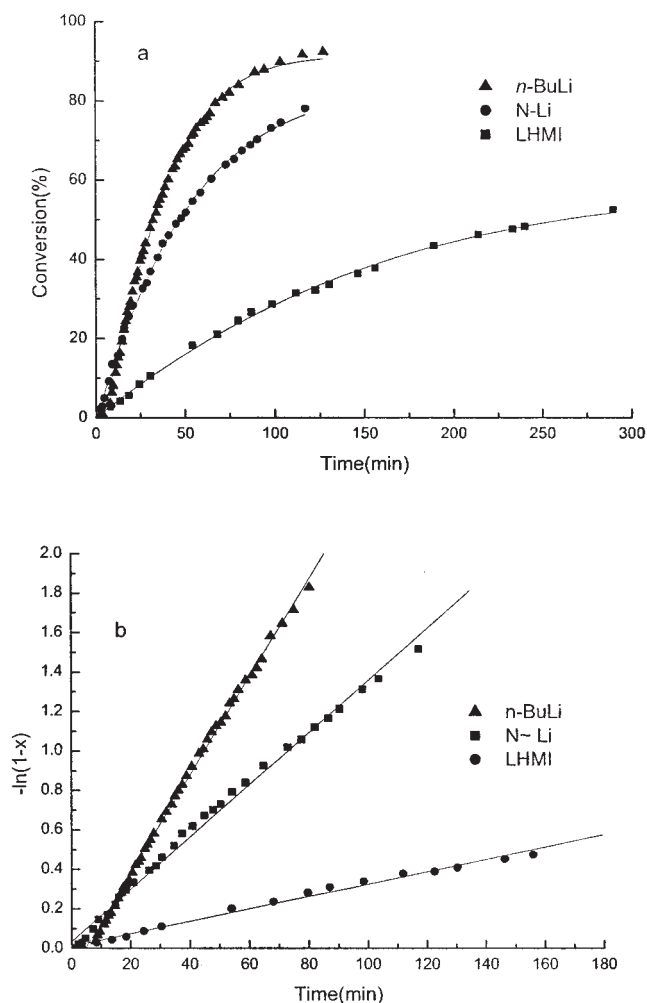 a
100
80
60
40
20
0
Conversion(%)
n-BuLi
N-Li
LHMI
0 50 100 150 200 250 300
Time(min)
b
2.0
1.8
1.6
1.4
1.2
1.0
0.8
0.6
0.4
0.2
0.0
-ln(1-x)
n-BuLi
N~ Li
LHMI
0 20 40 60 80 100 120 140 160 180
Time(min)